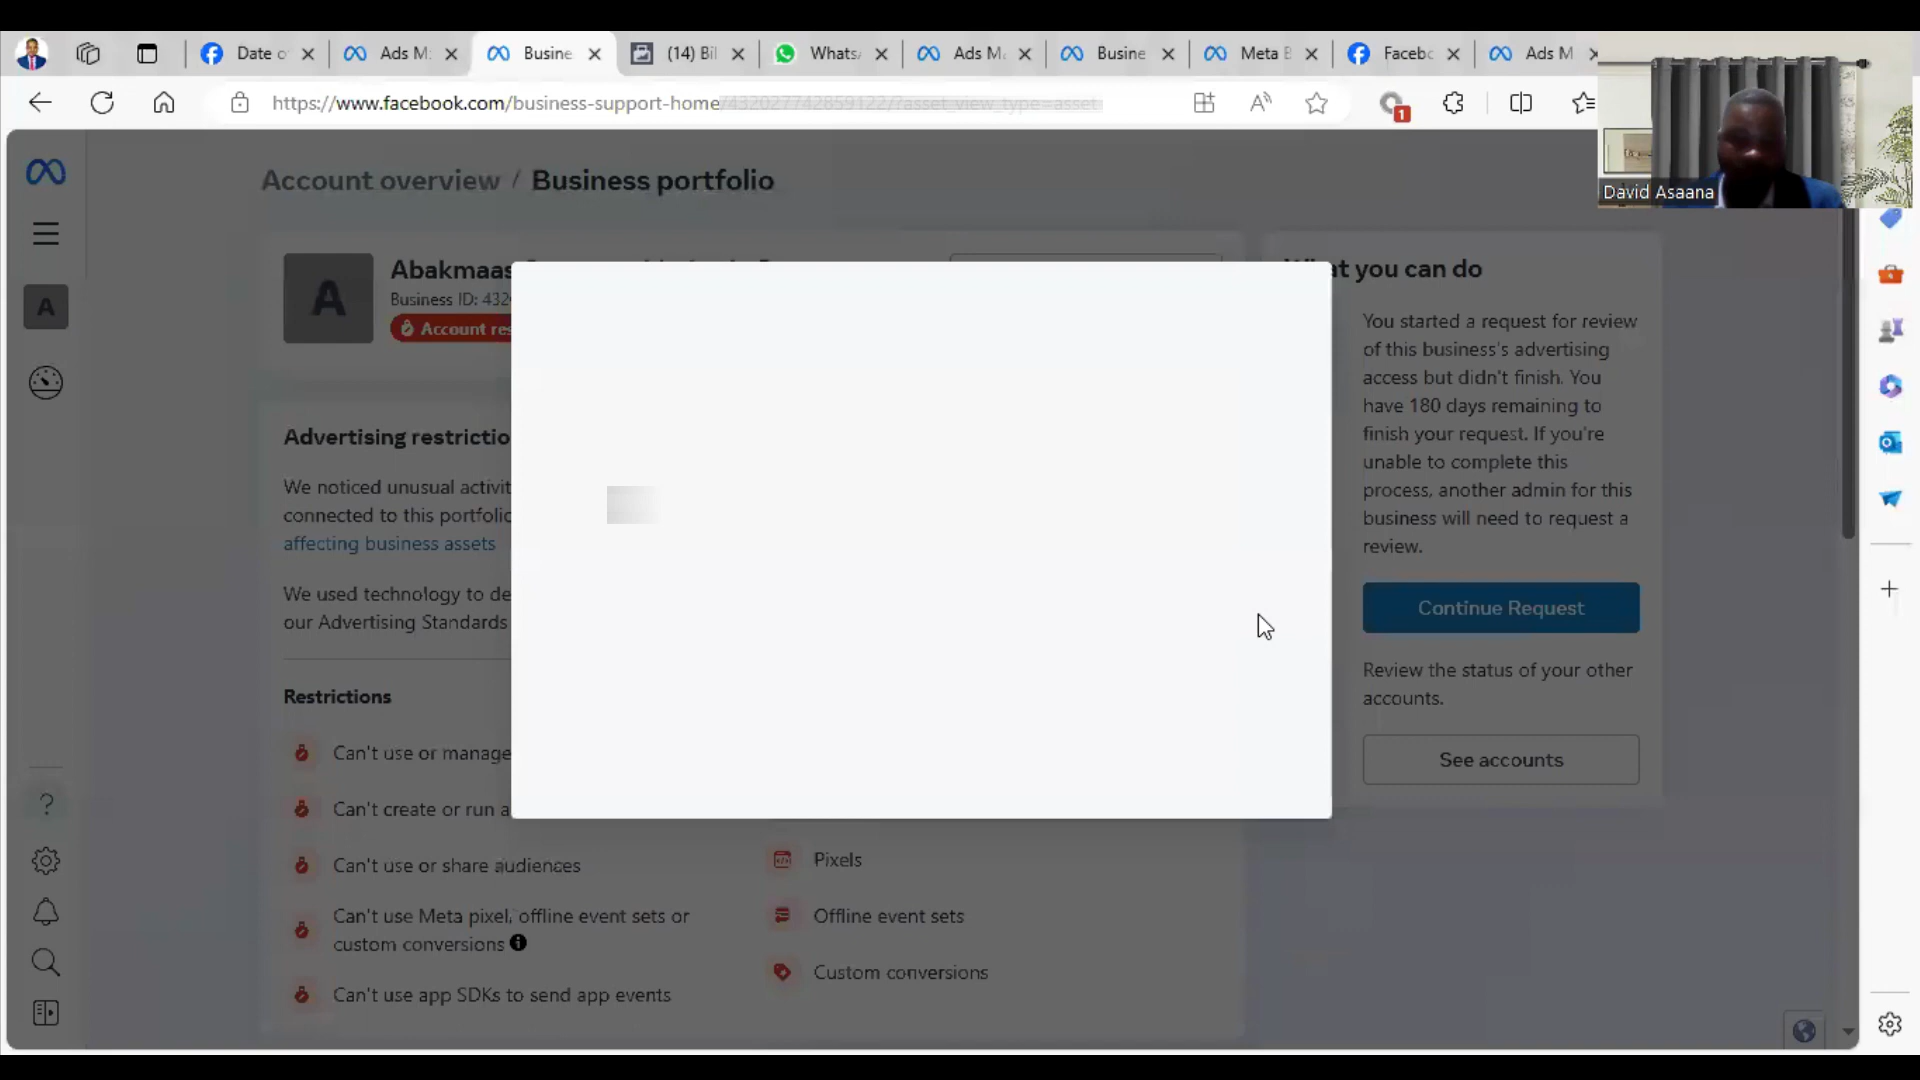 Date o
Ads M
Busine
(14) Bil
Whats
Ads M
Busine
Meta B
Facebo
Ads M
https://www.facebook.com/business-support-home/432027742859122/?asset_view_type=asset
1
David Asaana
Account overview / Business portfolio
A
A
Abakmaas
Business ID: 432
Account res
What you can do
You started a request for review
of this business's advertising
access but didn't finish. You
have 180 days remaining to
finish your request. If you're
unable to complete this
process, another admin for this
business will need to request a
review.
Continue Request
Review the status of your other
accounts.
See accounts
Advertising restrictio
We noticed unusual activit
connected to this portfolio
affecting business assets
We used technology to de
our Advertising Standards
Restrictions
Can't use or manage
Can't create or run a
Can't use or share audiences
Can't use Meta pixel, offline event sets or
custom conversions
Can't use app SDKs to send app events
Pixels
Offline event sets
Custom conversions